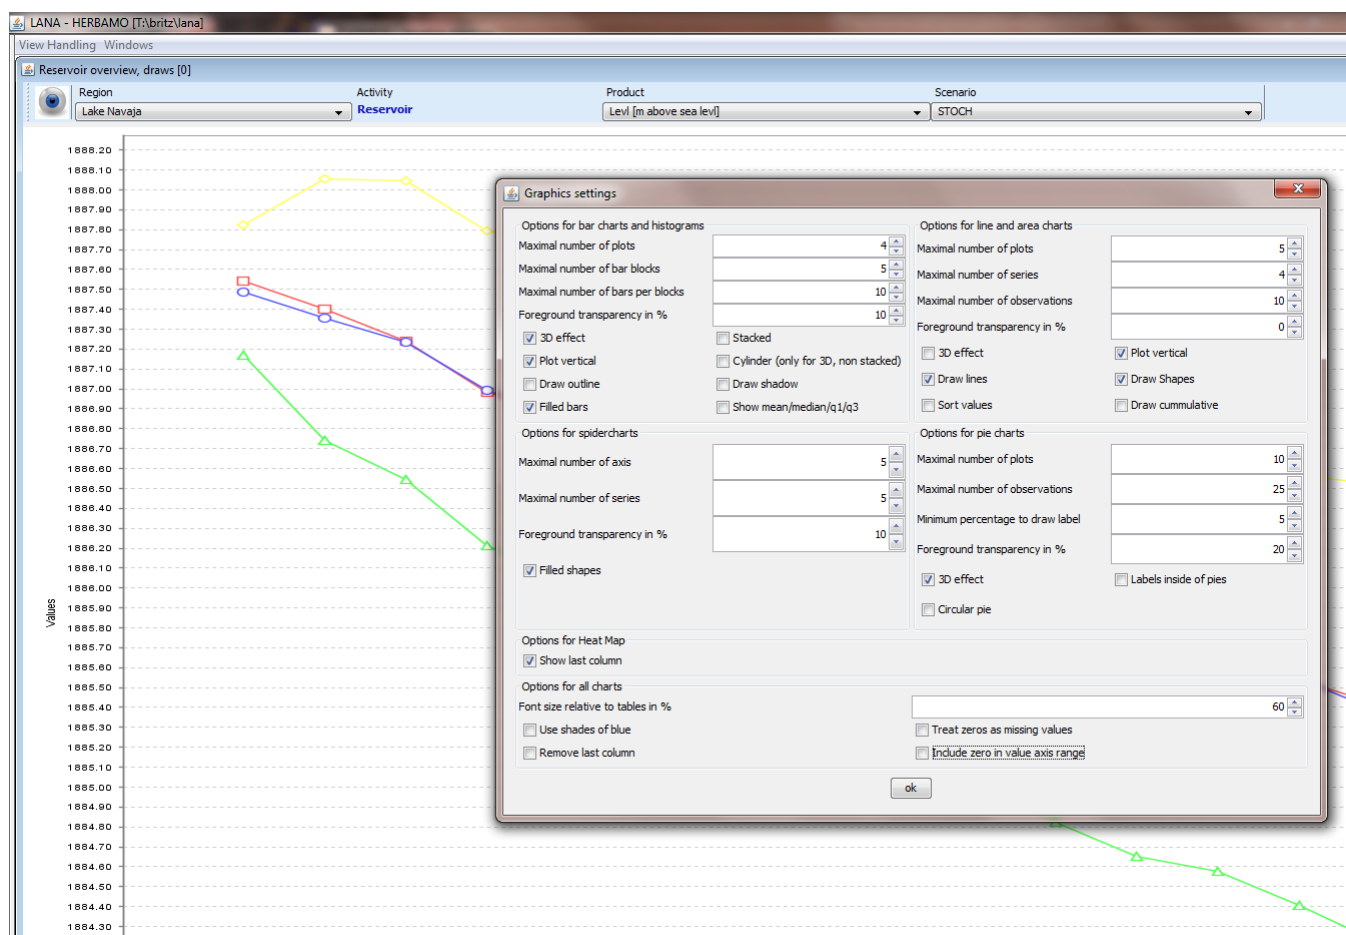 LANA - HERBAMO [T:\britz\lana]
View Handling Windows
Reservoir overview, draws [0]
Region Activity Product Scenario
Lake Navaja Reservoir Levl [m above sea levl] STOCH
Values
1888.20
1888.10
1888.00
1887.90
1887.80
1887.70
1887.60
1887.50
1887.40
1887.30
1887.20
1887.10
1887.00
1886.90
1886.80
1886.70
1886.60
1886.50
1886.40
1886.30
1886.20
1886.10
1886.00
1885.90
1885.80
1885.70
1885.60
1885.50
1885.40
1885.30
1885.20
1885.10
1885.00
1884.90
1884.80
1884.70
1884.60
1884.50
1884.40
1884.30
Graphics settings
Options for bar charts and histograms
Maximal number of plots 4
Maximal number of bar blocks 5
Maximal number of bars per blocks 10
Foreground transparency in % 10
3D effect Stacked
Plot vertical Cylinder (only for 3D, non stacked)
Draw outline Draw shadow
Filled bars Show mean/median/q1/q3
Options for line and area charts
Maximal number of plots 5
Maximal number of series 4
Maximal number of observations 10
Foreground transparency in % 0
3D effect Plot vertical
Draw lines Draw Shapes
Sort values Draw cummulative
Options for spidercharts
Maximal number of axis 5
Maximal number of series 5
Foreground transparency in % 10
Filled shapes
Options for pie charts
Maximal number of plots 10
Maximal number of observations 25
Minimum percentage to draw label 5
Foreground transparency in % 20
3D effect Labels inside of pies
Circular pie
Options for Heat Map
Show last column
Options for all charts
Font size relative to tables in % 60
Use shades of blue Treat zeros as missing values
Remove last column Include zero in value axis range
ok